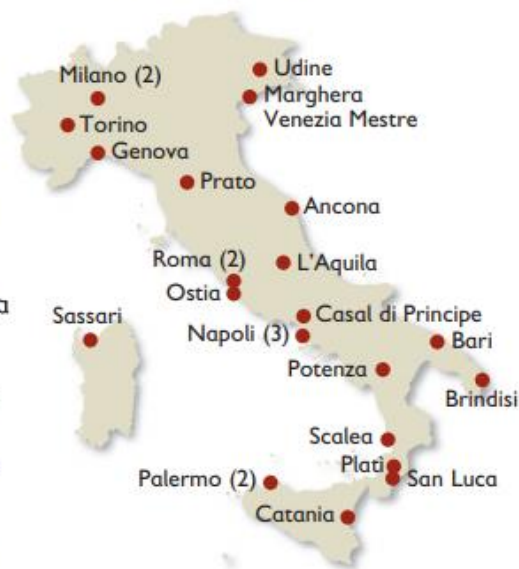 Milano (2)
Udine
Marghera
Venezia Mestre
Torino
Genova
Prato
Ancona
Roma (2)
L'Aquila
Ostia
a
Sassari
Casal di Principe
Napoli (3)
Bari
Potenza
Brindisi
Scalea
Platì
San Luca
Palermo (2)
Catania